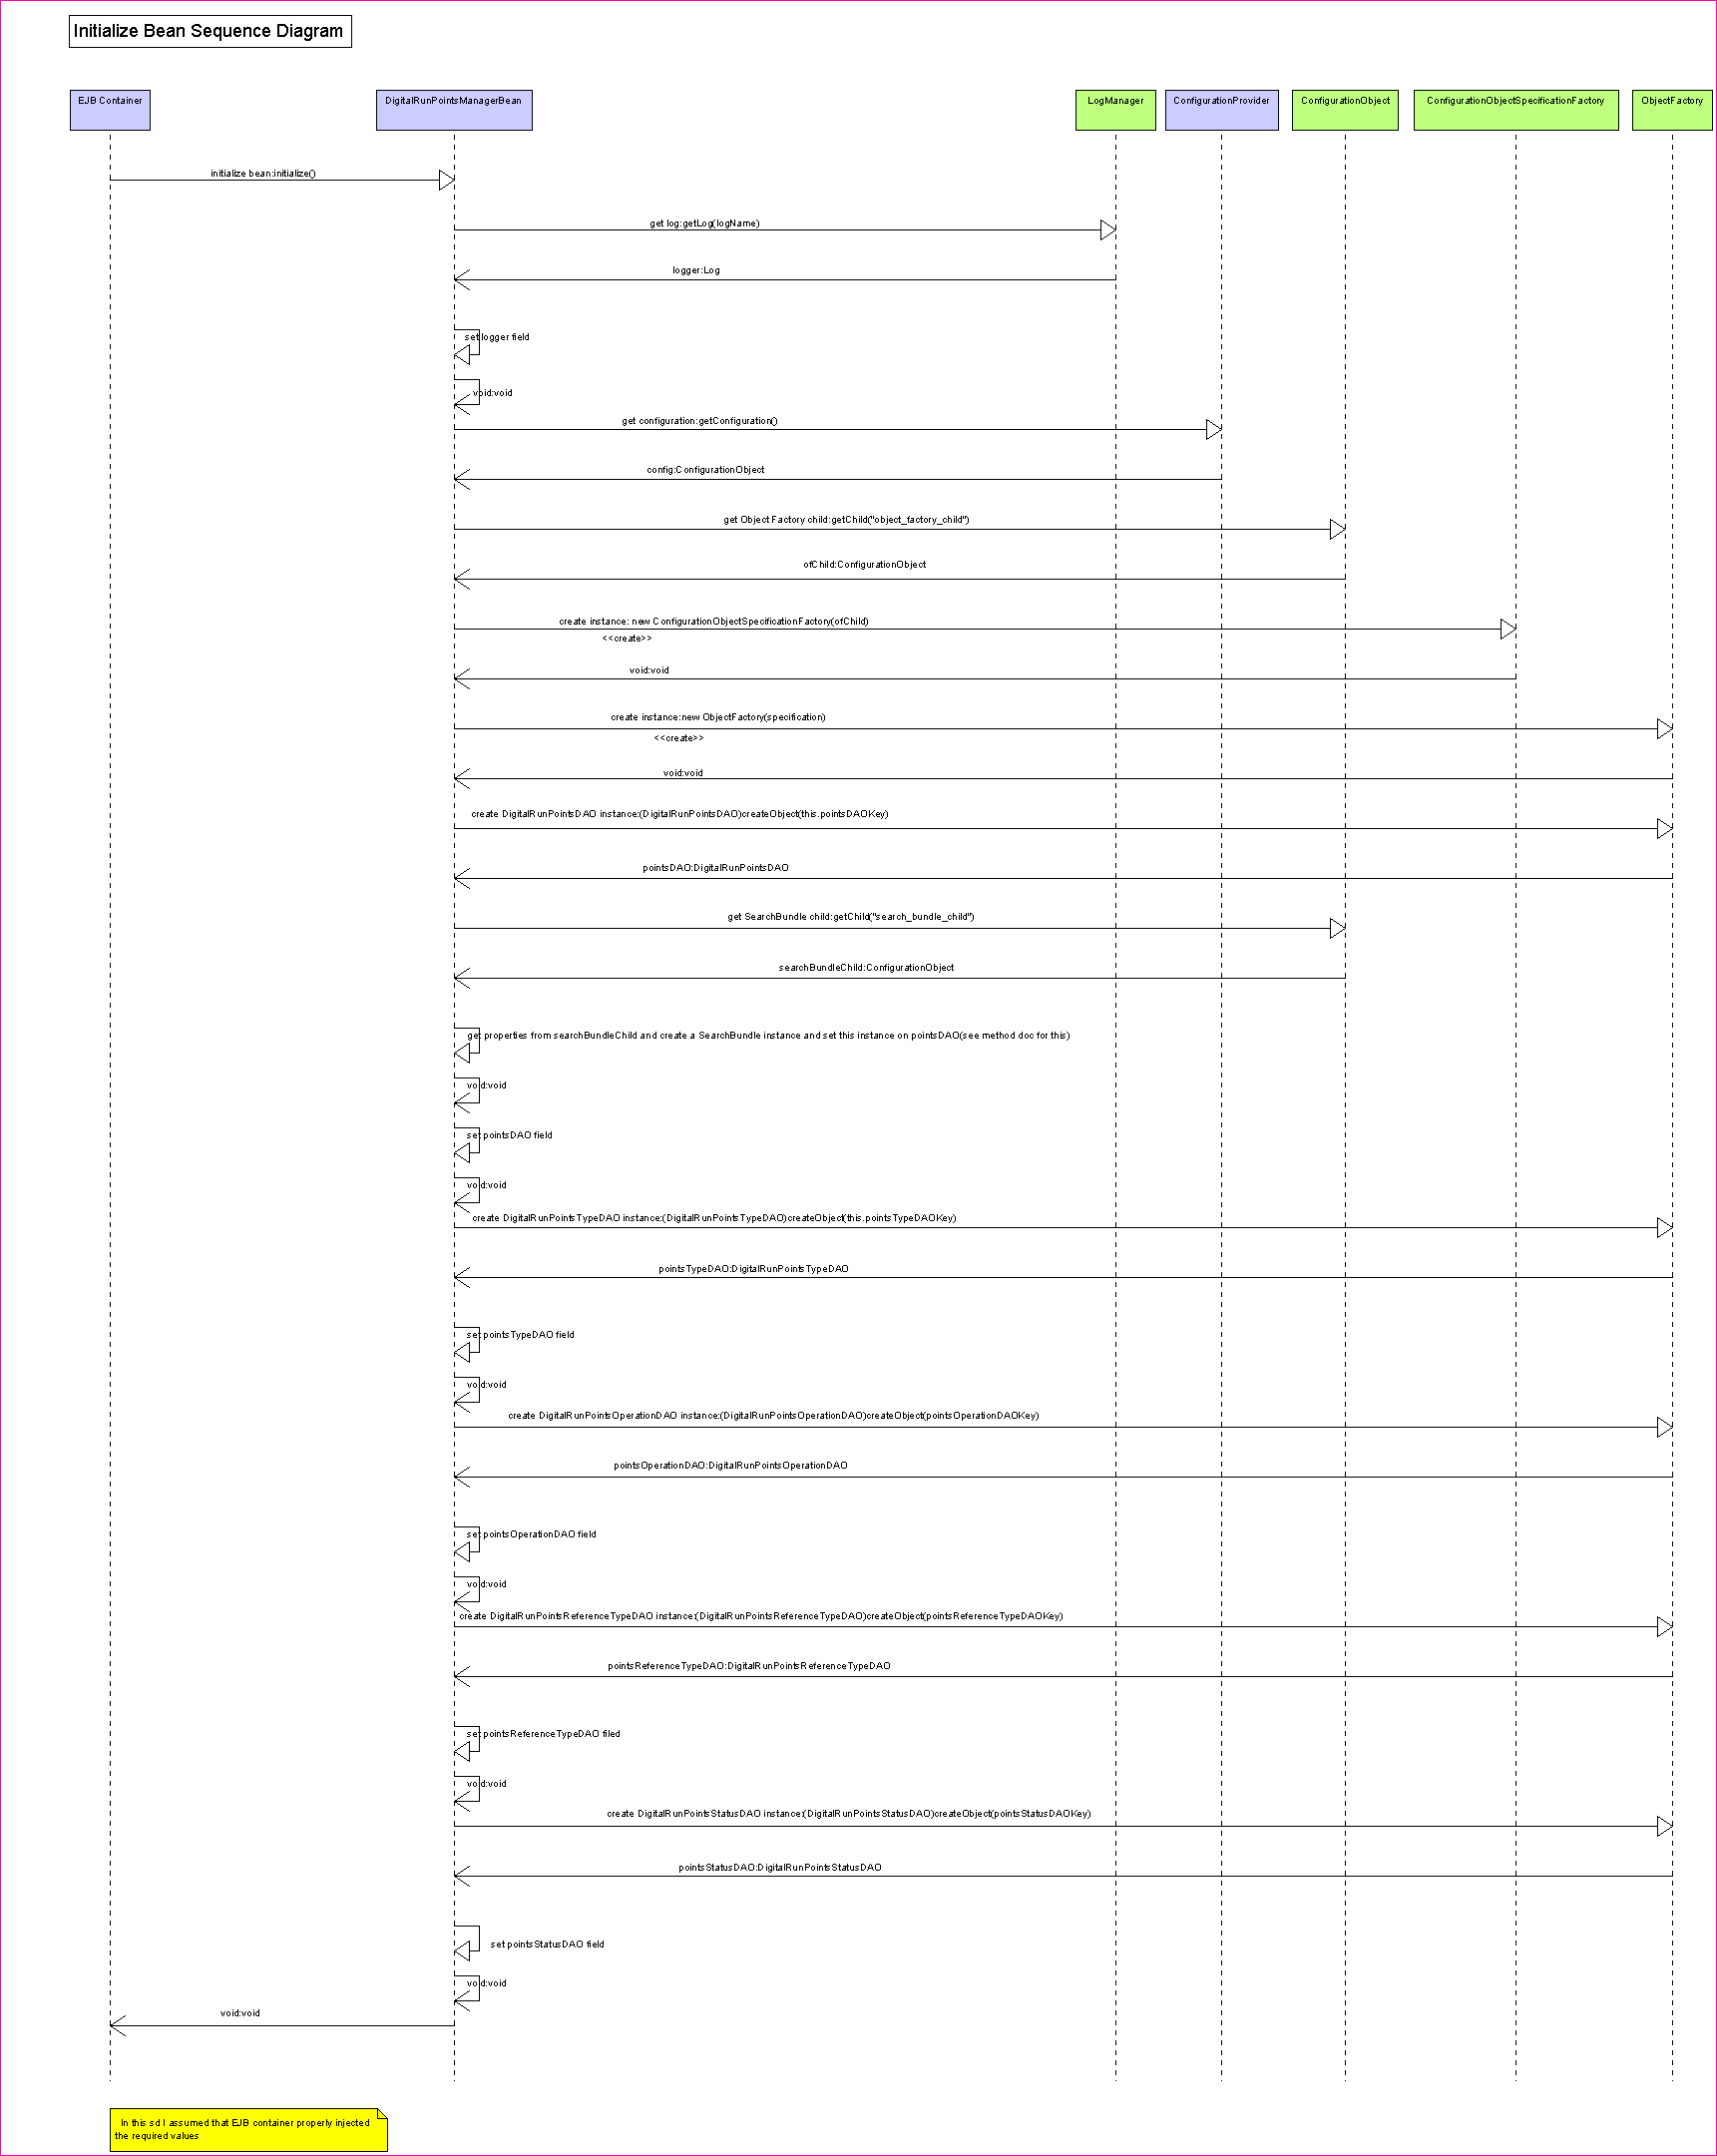 Initialize Bean Sequence Diagram
EJB Container
DigitalRunPointsManagerBean
LogManager
ConfigurationProvider
ConfigurationObject
ConfigurationObjectSpecificationFactory
ObjectFactory
initialize bean:initialize()
get log:getLog(logName)
logger:Log
set logger field
void:void
get configuration:getConfiguration()
config:ConfigurationObject
get Object Factory child:getChild("object_factory_child")
ofChild:ConfigurationObject
create instance: new ConfigurationObjectSpecificationFactory(ofChild)
<<create>>
void:void
create instance:new ObjectFactory(specification)
<<create>>
void:void
create DigitalRunPointsDAO instance:(DigitalRunPointsDAO)createObject(this.pointsDAOKey)
pointsDAO:DigitalRunPointsDAO
get SearchBundle child:getChild("search_bundle_child")
searchBundleChild:ConfigurationObject
get properties from searchBundleChild and create a SearchBundle instance and set this instance on pointsDAO(see method doc for this)
void:void
set pointsDAO field
void:void
create DigitalRunPointsTypeDAO instance:(DigitalRunPointsTypeDAO)createObject(this.pointsTypeDAOKey)
pointsTypeDAO:DigitalRunPointsTypeDAO
set pointsTypeDAO field
void:void
create DigitalRunPointsOperationDAO instance:(DigitalRunPointsOperationDAO)createObject(pointsOperationDAOKey)
pointsOperationDAO:DigitalRunPointsOperationDAO
set pointsOperationDAO field
void:void
create DigitalRunPointsReferenceTypeDAO instance:(DigitalRunPointsReferenceTypeDAO)createObject(pointsReferenceTypeDAOKey)
pointsReferenceTypeDAO:DigitalRunPointsReferenceTypeDAO
set pointsReferenceTypeDAO filed
void:void
create DigitalRunPointsStatusDAO instance:(DigitalRunPointsStatusDAO)createObject(pointsStatusDAOKey)
pointsStatusDAO:DigitalRunPointsStatusDAO
set pointsStatusDAO field
void:void
void:void
In this sd I assumed that EJB container properly injected
the required values